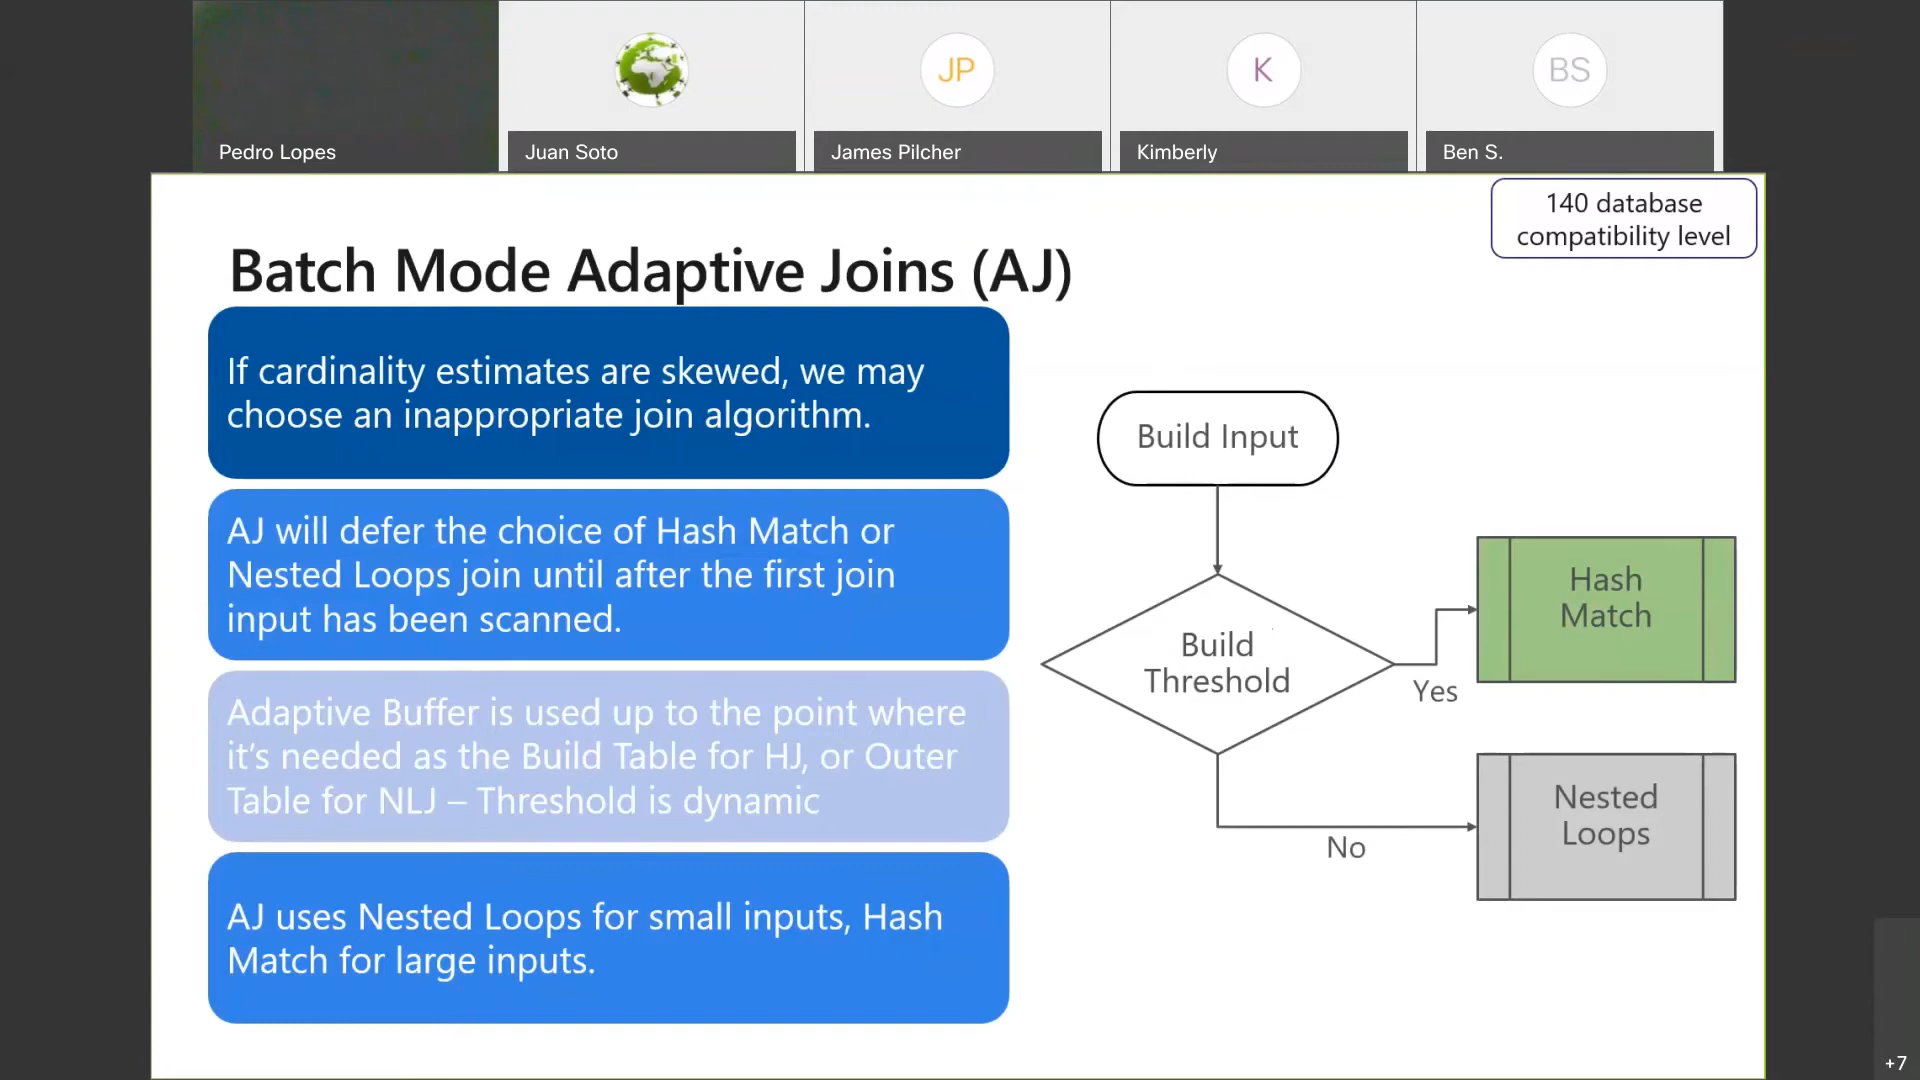 JP
K
BS
Pedro Lopes
Juan Soto
James Pilcher
Kimberly
Ben S.
140 database
compatibility level
Batch Mode Adaptive Joins (AJ)
If cardinality estimates are skewed, we may
choose an inappropriate join algorithm.
AJ will defer the choice of Hash Match or
Nested Loops join until after the first join
input has been scanned.
Adaptive Buffer is used up to the point where
it's needed as the Build Table for HJ, or Outer
Table for NLJ – Threshold is dynamic
AJ uses Nested Loops for small inputs, Hash
Match for large inputs.
Build Input
Build
Threshold
Yes
Hash
Match
No
Nested
Loops
+7